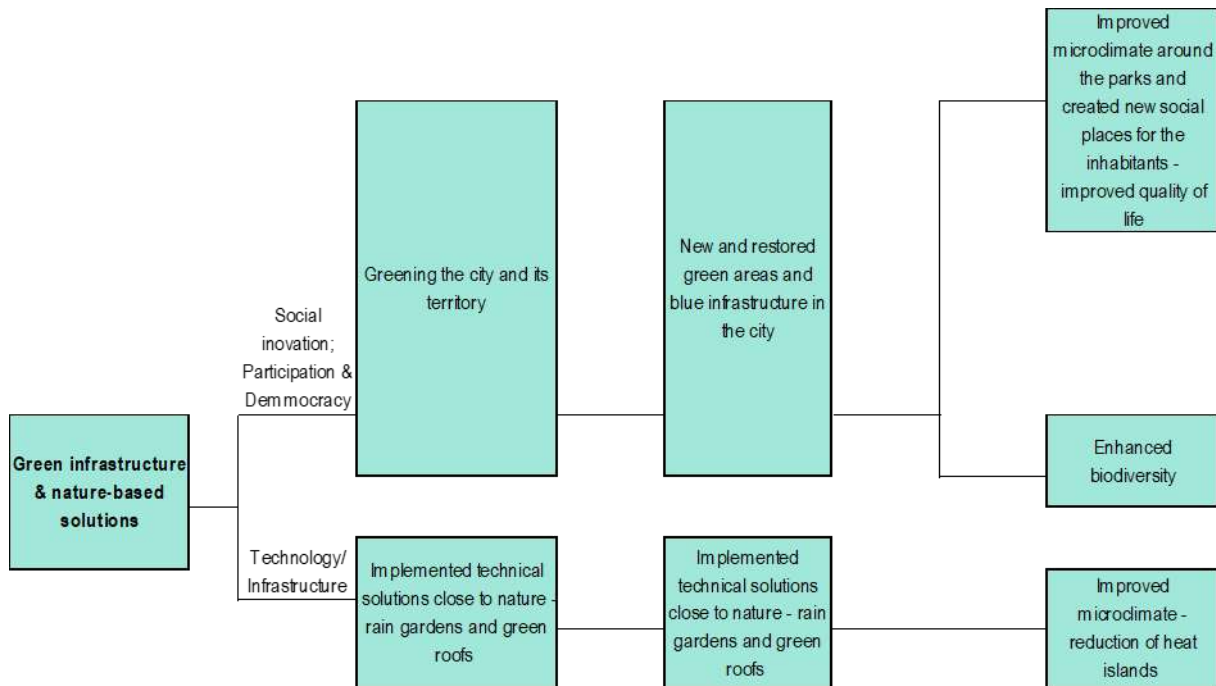 Green infrastructure
& nature-based
solutions
Social
inovation;
Participation &
Demmocracy
Technology/
Infrastructure
Greening the city and its
territory
Implemented technical
solutions close to nature -
rain gardens and green
roofs
New and restored
green areas and
blue infrastructure in
the city
Implemented
technical solutions
close to nature - rain
gardens and green
roofs
Improved
microclimate around
the parks and
created new social
places for the
inhabitants -
improved quality of
life
Enhanced
biodiversity
Improved
microclimate -
reduction of heat
islands